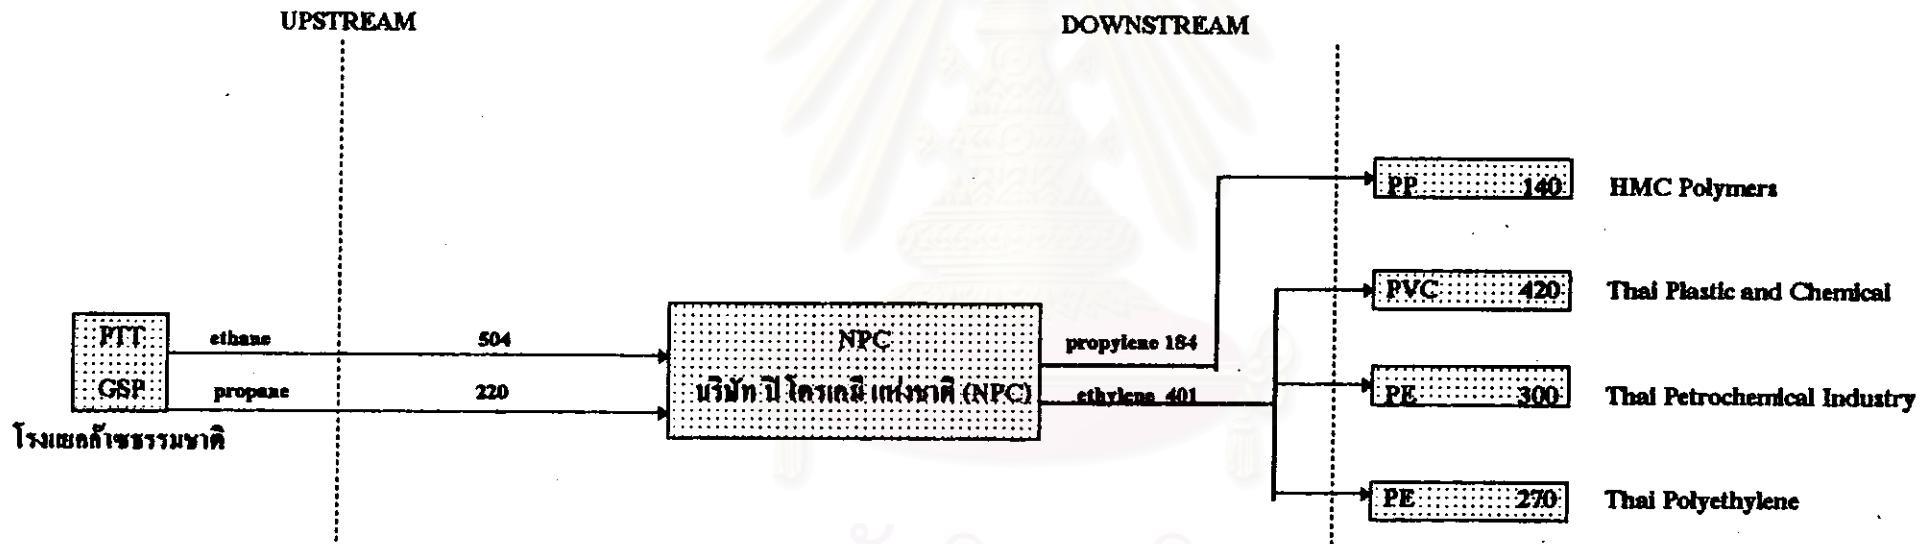 UPSTREAM
DOWNSTREAM
PP 140 HMC Polymers
PVC 420 Thai Plastic and Chemical
PTT ethane 504 NPC propylene 184
GSP propane 220 บริษัท ปิโตรเคมี แห่งชาติ (NPC) ethylene 401 PE 300 Thai Petrochemical Industry
โรงแยกก๊าซธรรมชาติ
PE 270 Thai Polyethylene